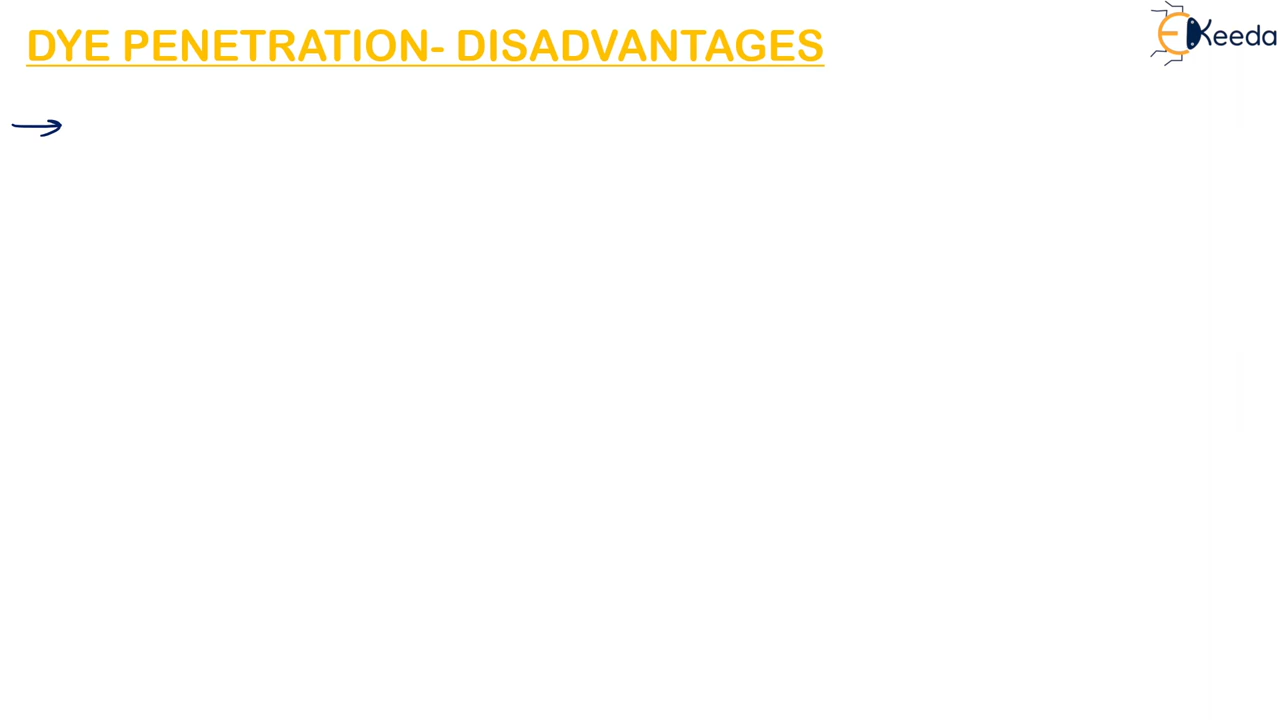 DYE PENETRATION- DISADVANTAGES
EKeeda
→